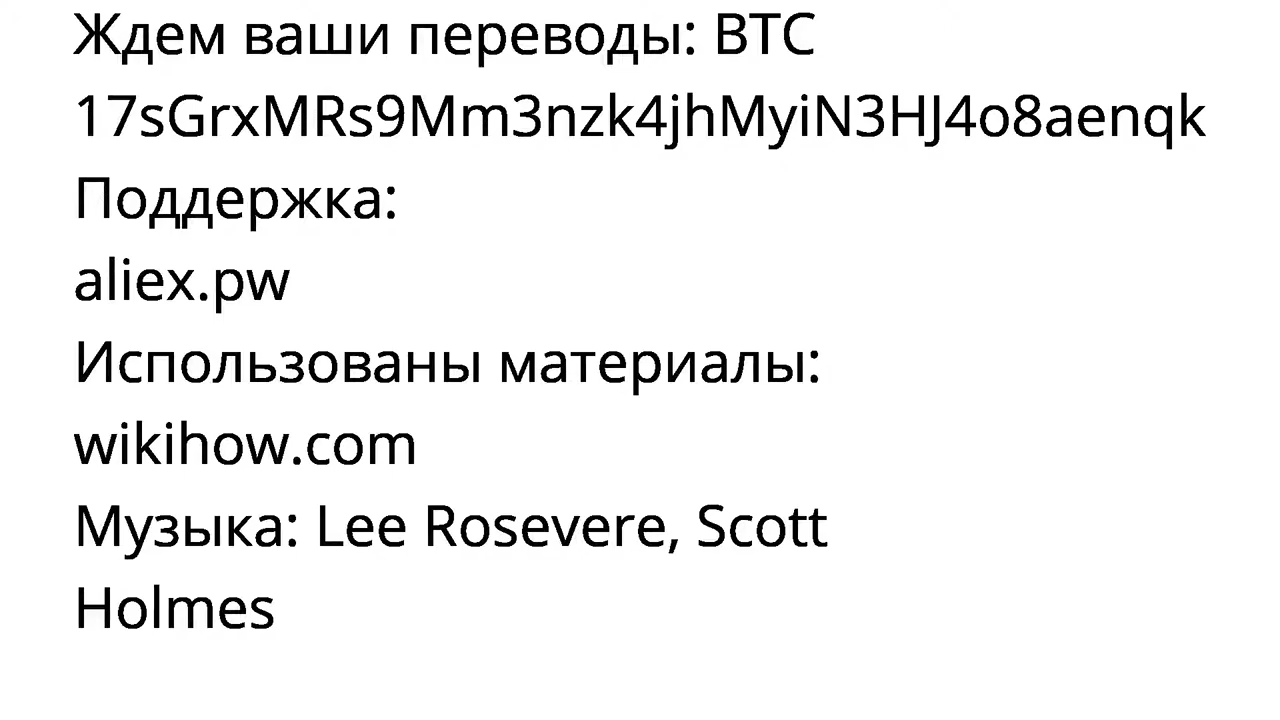 Ждем ваши переводы: BTC
17sGrxMRs9Mm3nzk4jhMyiN3HJ4o8aenqk
Поддержка:
aliex.pw
Использованы материалы:
wikihow.com
Музыка: Lee Rosevere, Scott
Holmes